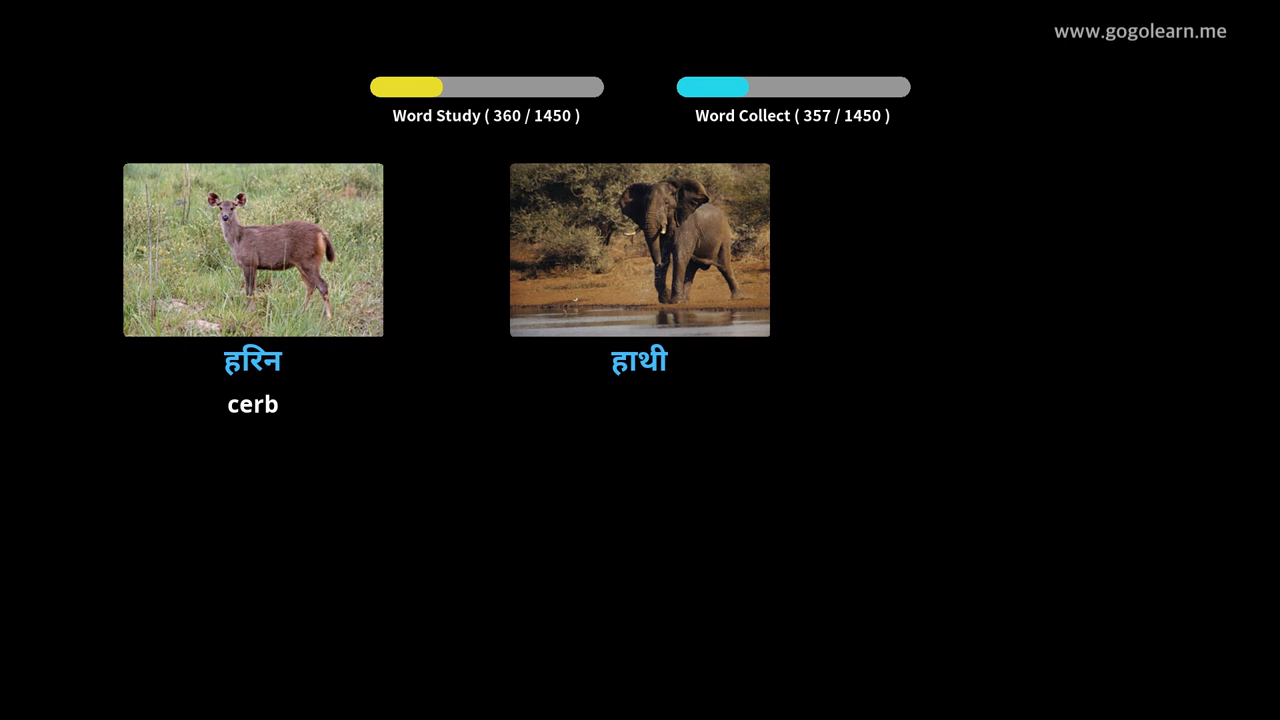 www.gogolearn.me
Word Study ( 360 / 1450 )
Word Collect ( 357 / 1450 )
हरिन
हाथी
cerb